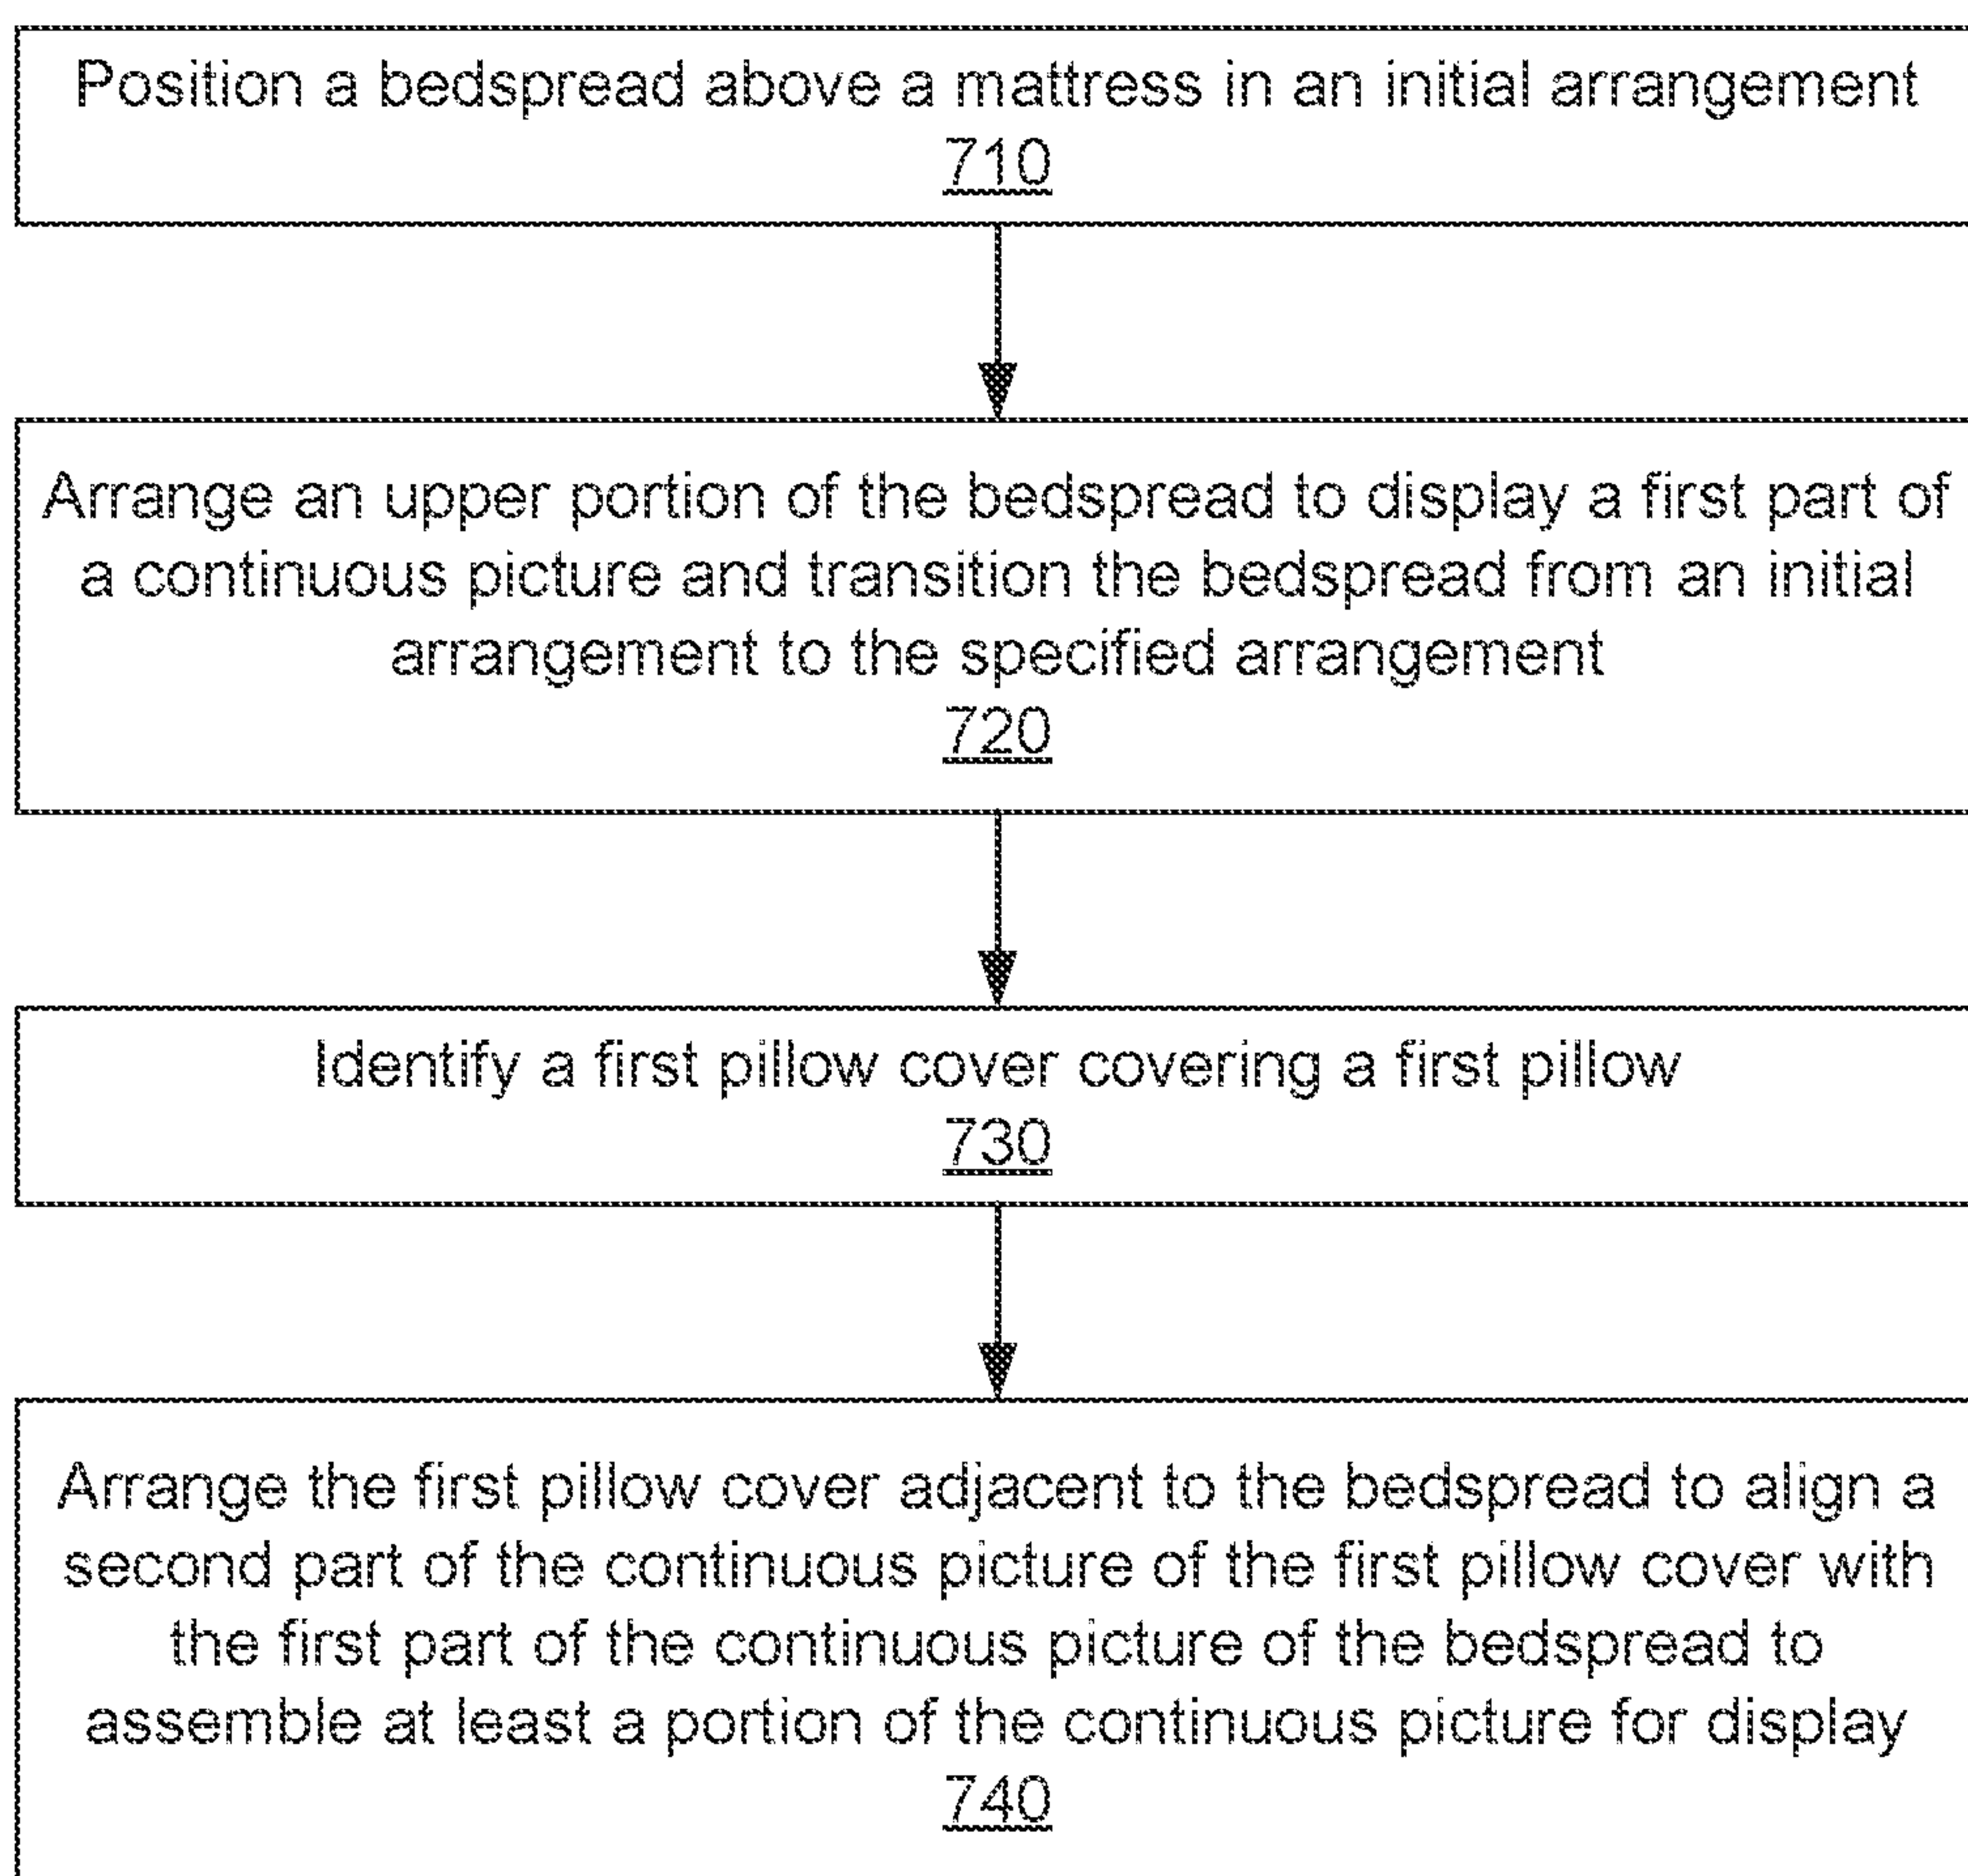 Position a bedspread above a mattress in an initial arrangement
710
Arrange an upper portion of the bedspread to display a first part of
a continuous picture and transition the bedspread from an initial
arrangement to the specified arrangement
720
Identify a first pillow cover covering a first pillow
730
Arrange the first pillow cover adjacent to the bedspread to align a
second part of the continuous picture of the first pillow cover with
the first part of the continuous picture of the bedspread to
assemble at least a portion of the continuous picture for display
740